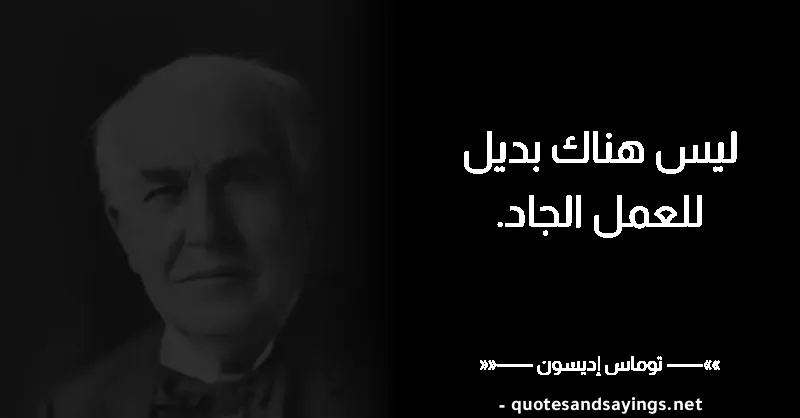 ليس هناك بديل
للعمل الجاد.
»»—— توماس إديسون ——««
- quotesandsayings.net